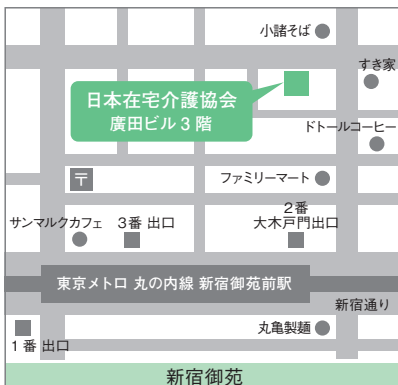 小諸そば
すき家
日本在宅介護協会
廣田ビル3階
ドトールコーヒー
〒
ファミリーマート
サンマルクカフェ
3番 出口
2番
大木戸門出口
東京メトロ 丸の内線 新宿御苑前駅
新宿通り
1番 出口
丸亀製麺
新宿御苑